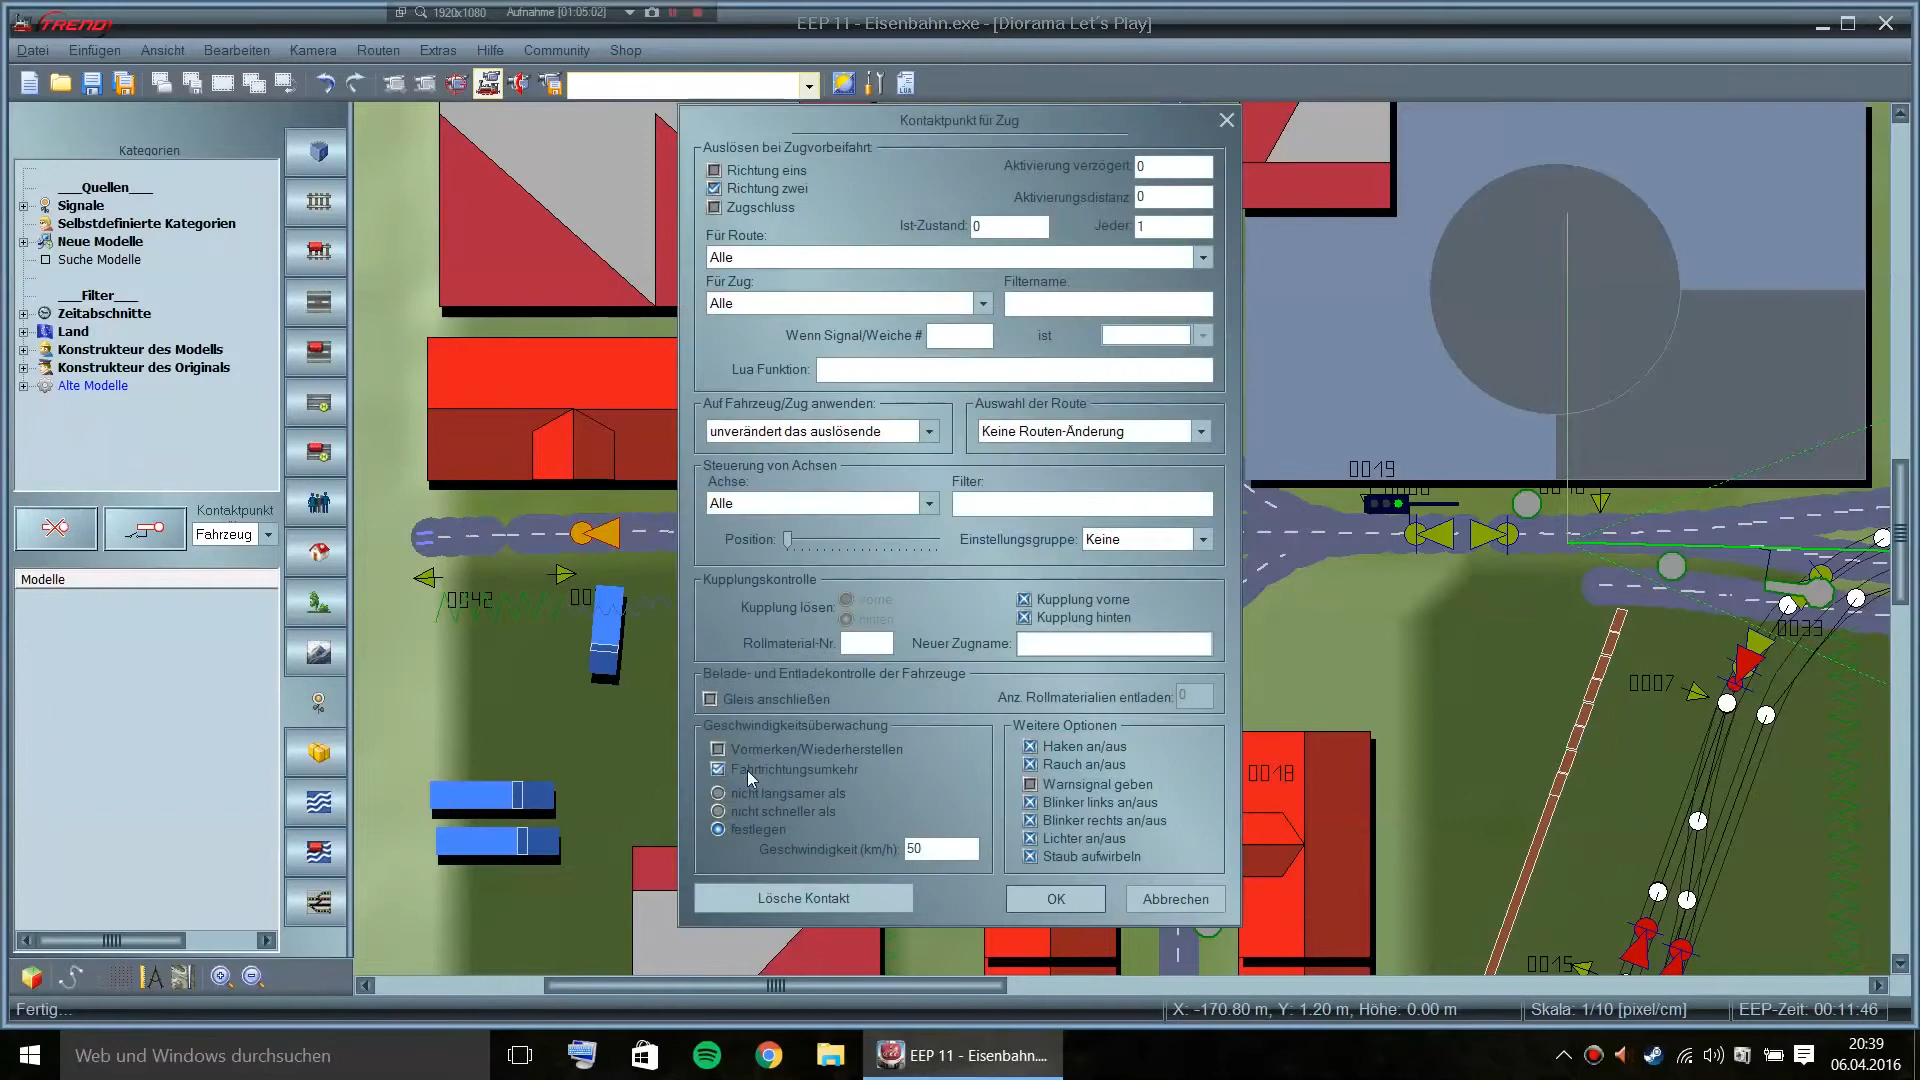 1920x1080 Aufnahme (01:05:02)
TREND
EEP 11 - Eisenbahn.exe - [Diorama Let´s Play]
Datei Einfügen Ansicht Bearbeiten Kamera Routen Extras Hilfe Community Shop
LUA
Kategorien
___Quellen___
Signale
Selbstdefinierte Kategorien
Neue Modelle
Suche Modelle
___Filter___
Zeitabschnitte
Land
Konstrukteur des Modells
Konstrukteur des Originals
Alte Modelle
Kontaktpunkt
Fahrzeug
Modelle
Kontaktpunkt für Zug
Auslösen bei Zugvorbeifahrt:
Richtung eins
Richtung zwei
Zugschluss
Aktivierung verzögert: 0
Aktivierungsdistanz 0
Ist-Zustand: 0
Jeder: 1
Für Route:
Alle
Für Zug:
Alle
Filtername:
Wenn Signal/Weiche # ist
Lua Funktion:
Auf Fahrzeug/Zug anwenden:
unverändert das auslösende
Auswahl der Route
Keine Routen-Änderung
Steuerung von Achsen
Achse:
Alle
Filter:
Position:
Einstellungsgruppe: Keine
Kupplungskontrolle
Kupplung lösen: vorne
hinten
Kupplung vorne
Kupplung hinten
Rollmaterial-Nr.
Neuer Zugname:
Belade- und Entladekontrolle der Fahrzeuge
Gleis anschließen
Anz. Rollmaterialien entladen: 0
Geschwindigkeitsüberwachung
Vormerken/Wiederherstellen
Fahrtrichtungsumkehr
nicht langsamer als
nicht schneller als
festlegen
Geschwindigkeit (km/h): 50
Weitere Optionen
Haken an/aus
Rauch an/aus
Warnsignal geben
Blinker links an/aus
Blinker rechts an/aus
Lichter an/aus
Staub aufwirbeln
Lösche Kontakt
OK
Abbrechen
0042
0019
0033
0007
0018
0015
Fertig...
X: -170.80 m, Y: 1.20 m, Höhe: 0.00 m
Skala: 1/10 [pixel/cm]
EEP-Zeit: 00:11:46
Web und Windows durchsuchen
EEP 11 - Eisenbahn....
20:39
06.04.2016